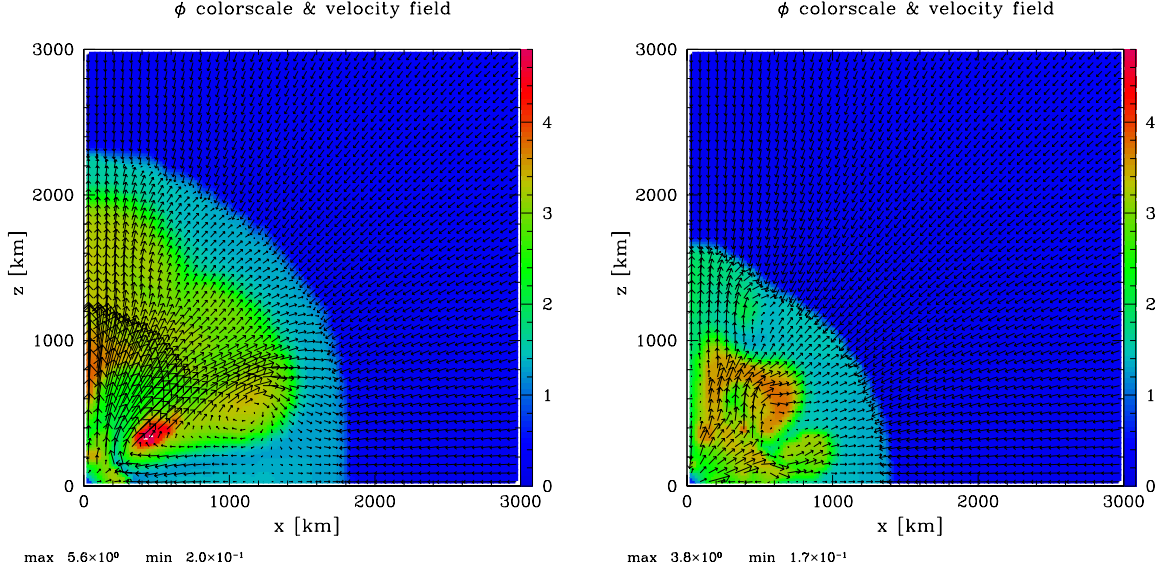 ϕ colorscale & velocity field
3000
2000
1000
0
z [km]
0 1000 2000 3000
x [km]
4
3
2
1
0
max 5.6×10⁰ min 2.0×10⁻¹
ϕ colorscale & velocity field
3000
2000
1000
0
z [km]
0 1000 2000 3000
x [km]
4
3
2
1
0
max 3.8×10⁰ min 1.7×10⁻¹